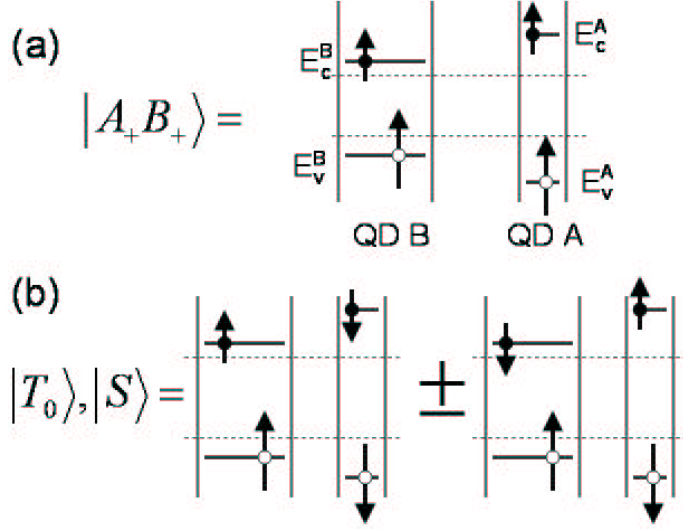 (a)
|A₊B₊⟩ =
E_c^B
E_c^A
E_v^B
E_v^A
QD B
QD A
(b)
|T₀⟩,|S⟩ =
±